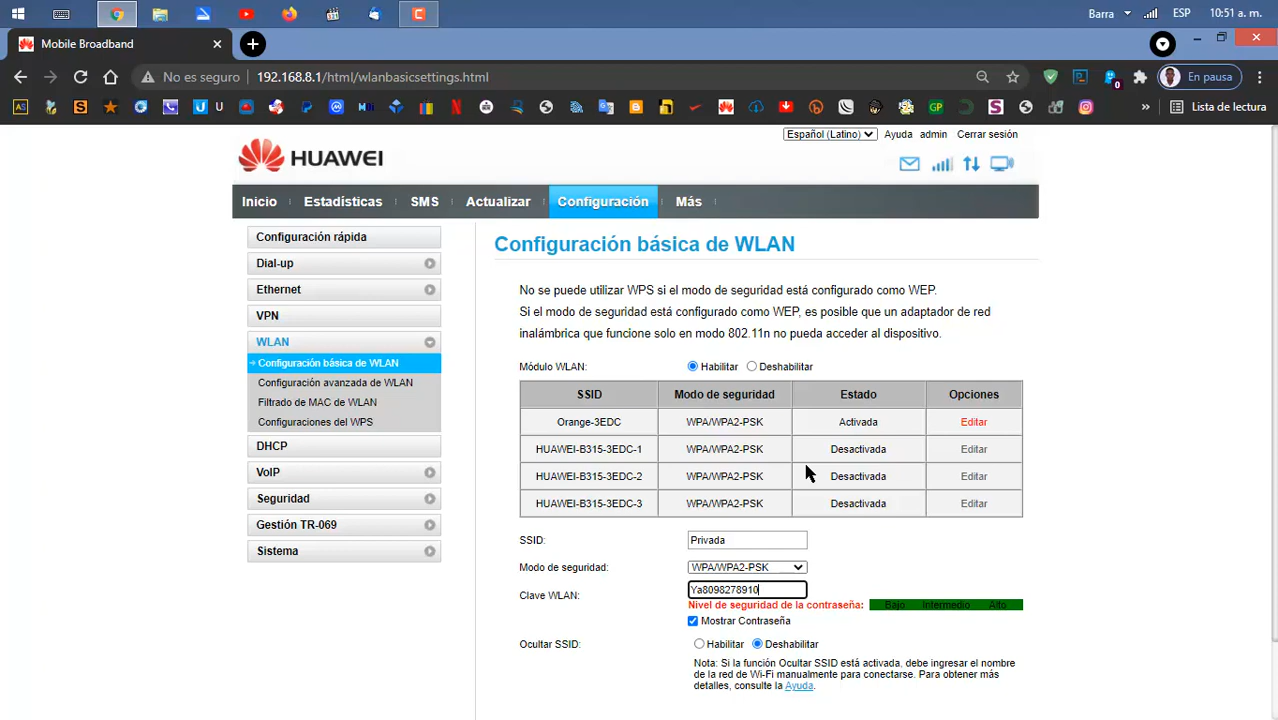 Barra ESP 10:51 a. m.
Mobile Broadband
No es seguro 192.168.8.1/html/wlanbasicsettings.html En pausa
Lista de lectura
Español (Latino) Ayuda admin Cerrar sesión
HUAWEI
Inicio Estadísticas SMS Actualizar Configuración Más
Configuración rápida
Dial-up
Ethernet
VPN
WLAN
Configuración básica de WLAN
Configuración avanzada de WLAN
Filtrado de MAC de WLAN
Configuraciones del WPS
DHCP
VoIP
Seguridad
Gestión TR-069
Sistema
Configuración básica de WLAN
No se puede utilizar WPS si el modo de seguridad está configurado como WEP.
Si el modo de seguridad está configurado como WEP, es posible que un adaptador de red
inalámbrica que funcione solo en modo 802.11n no pueda acceder al dispositivo.
Módulo WLAN: Habilitar Deshabilitar
SSID Modo de seguridad Estado Opciones
Orange-3EDC WPA/WPA2-PSK Activada Editar
HUAWEI-B315-3EDC-1 WPA/WPA2-PSK Desactivada Editar
HUAWEI-B315-3EDC-2 WPA/WPA2-PSK Desactivada Editar
HUAWEI-B315-3EDC-3 WPA/WPA2-PSK Desactivada Editar
SSID: Privada
Modo de seguridad: WPA/WPA2-PSK
Clave WLAN: Ya8098278910
Nivel de seguridad de la contraseña: Bajo Intermedio Alto
Mostrar Contraseña
Ocultar SSID: Habilitar Deshabilitar
Nota: Si la función Ocultar SSID está activada, debe ingresar el nombre
de la red de Wi-Fi manualmente para conectarse. Para obtener más
detalles, consulte la Ayuda.